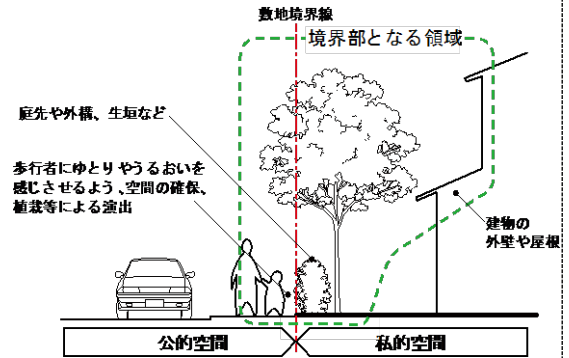 敷地境界線
境界部となる領域
庭先や外構、生垣など
歩行者にゆとりやうるおいを
感じさせるよう、空間の確保、
植栽等による演出
建物の
外壁や屋根
公的空間
私的空間